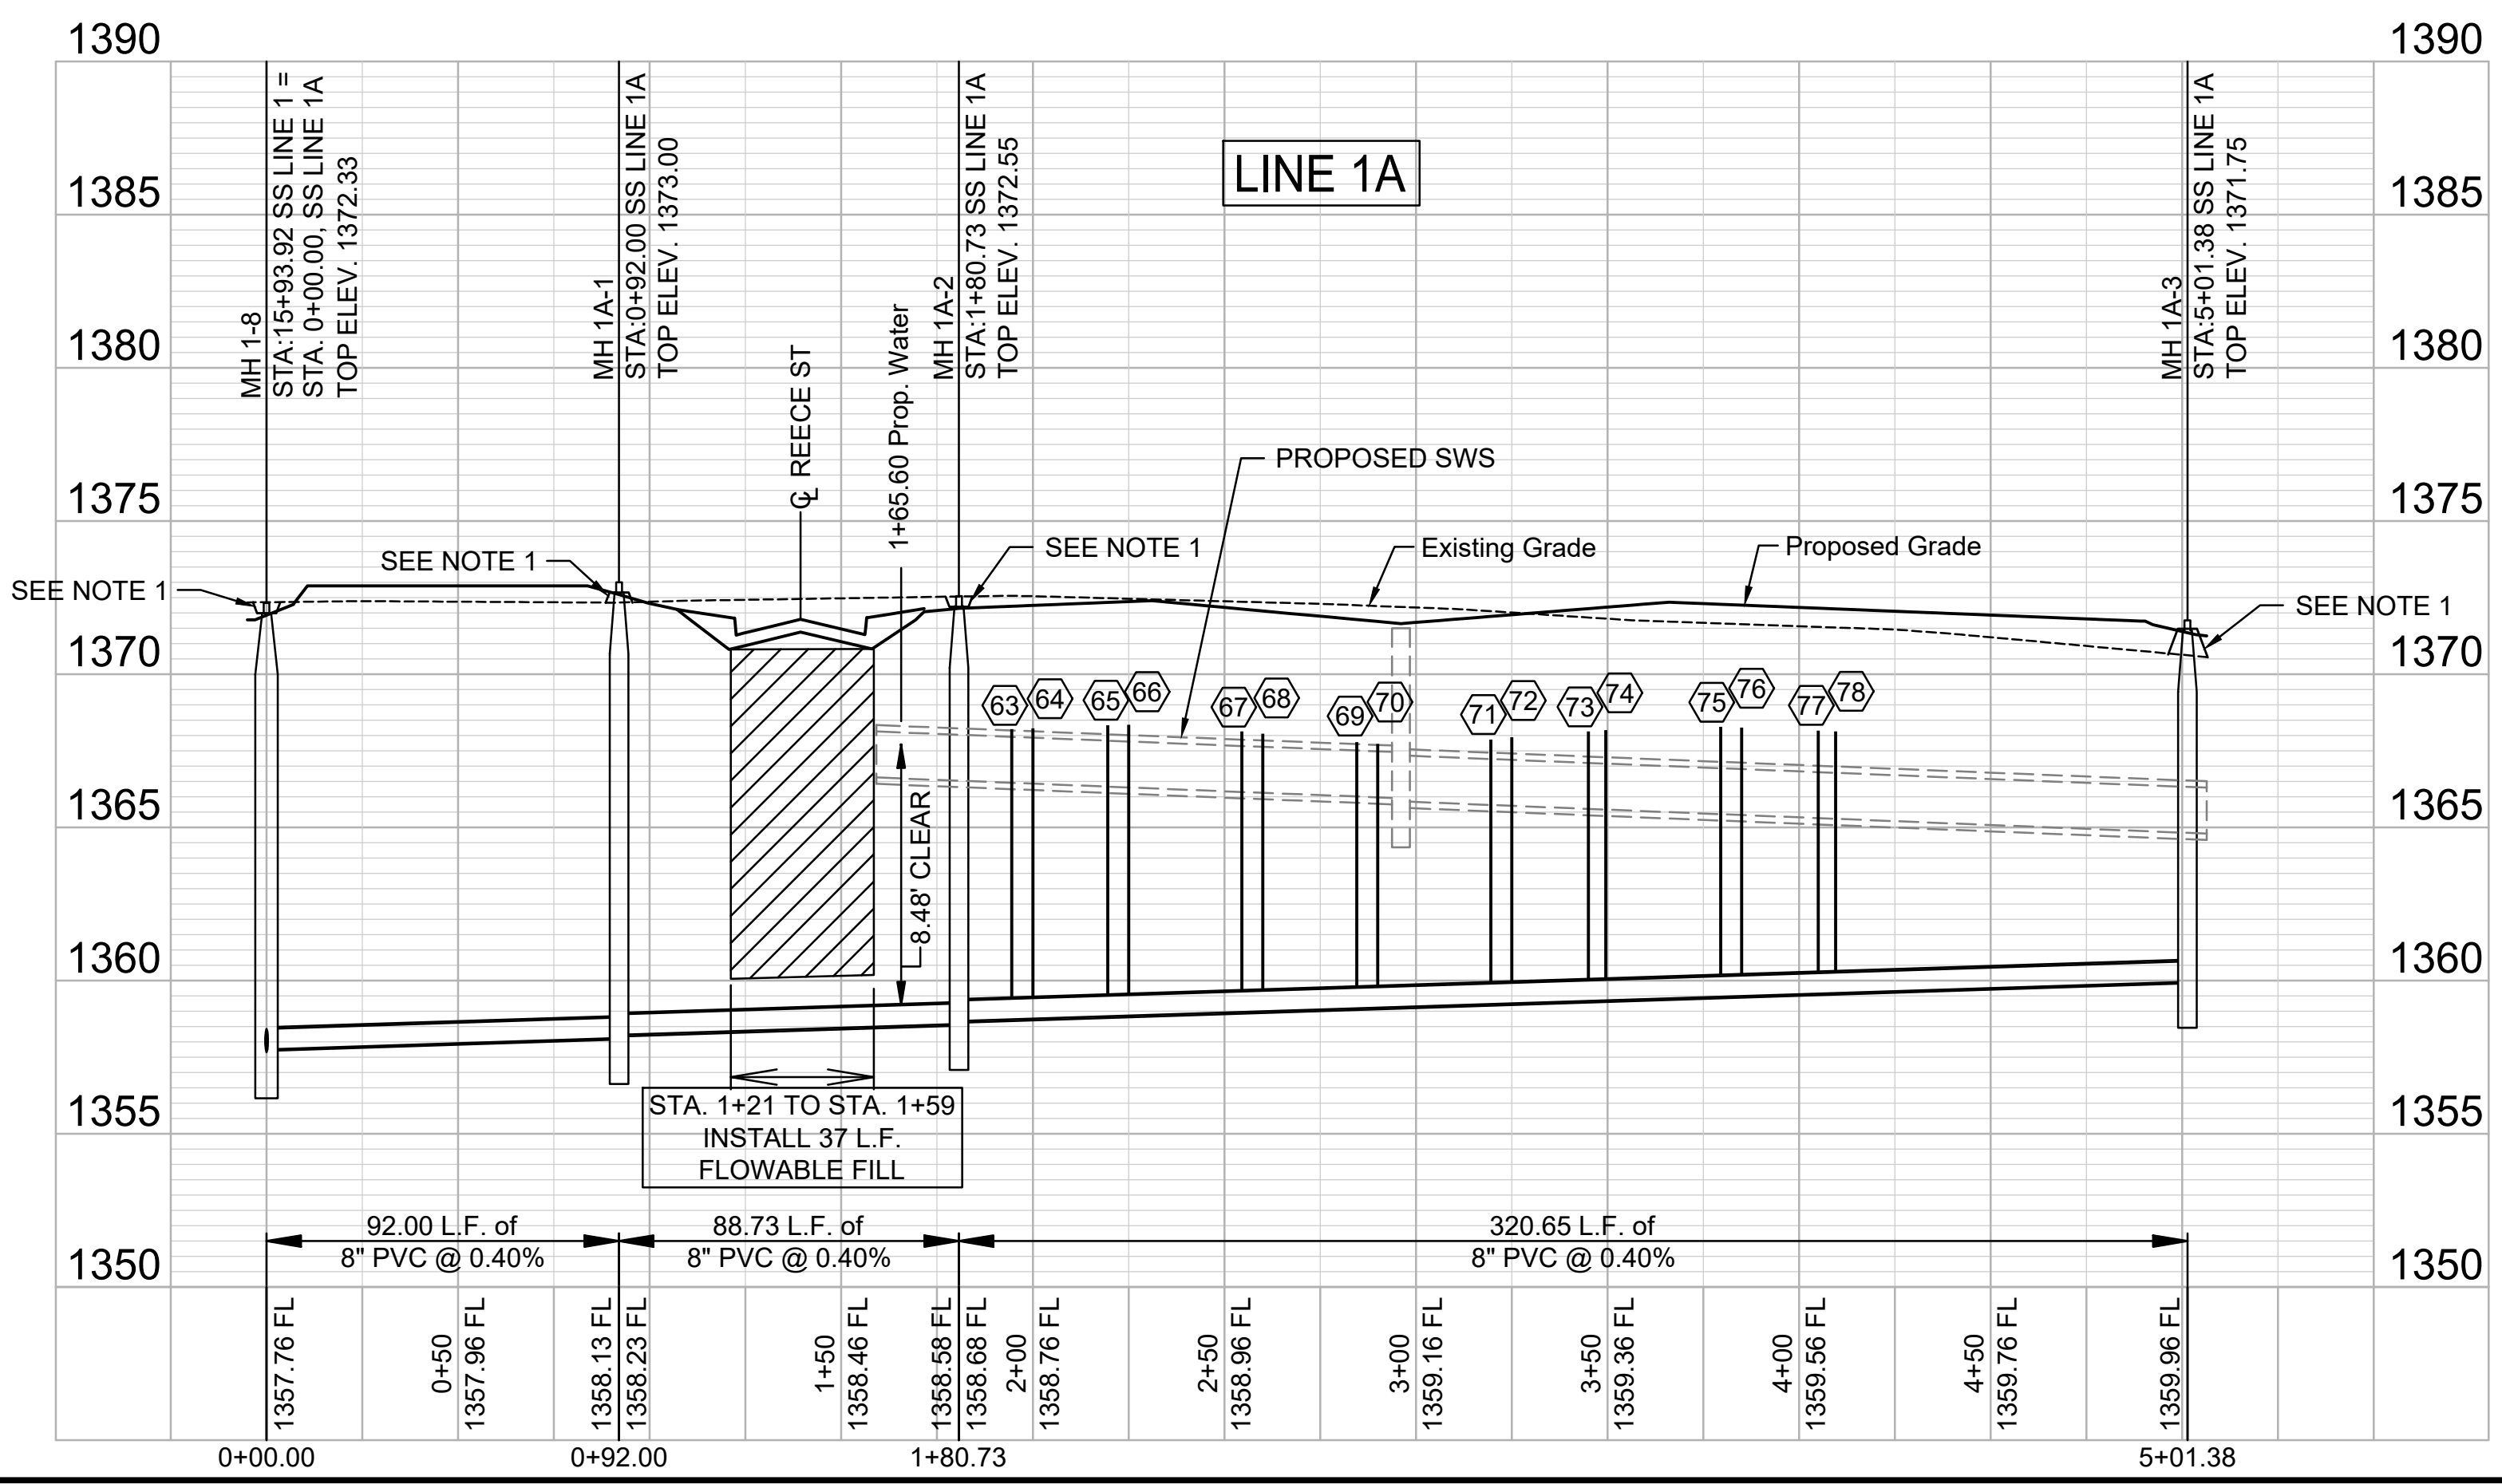 1390
1390
1385
1385
1380
1380
1375
1375
1370
1370
1365
1365
1360
1360
1355
1355
1350
1350
LINE 1A
MH 1-8
STA:15+93.92 SS LINE 1 =
STA. 0+00.00, SS LINE 1A
TOP ELEV. 1372.33
MH 1A-1
STA:0+92.00 SS LINE 1A
TOP ELEV. 1373.00
℄ REECE ST
1+65.60 Prop. Water
MH 1A-2
STA:1+80.73 SS LINE 1A
TOP ELEV. 1372.55
MH 1A-3
STA:5+01.38 SS LINE 1A
TOP ELEV. 1371.75
PROPOSED SWS
SEE NOTE 1
SEE NOTE 1
SEE NOTE 1
Existing Grade
Proposed Grade
SEE NOTE 1
63
64
65
66
67
68
69
70
71
72
73
74
75
76
77
78
8.48' CLEAR
STA. 1+21 TO STA. 1+59
INSTALL 37 L.F.
FLOWABLE FILL
92.00 L.F. of
8" PVC @ 0.40%
88.73 L.F. of
8" PVC @ 0.40%
320.65 L.F. of
8" PVC @ 0.40%
1357.76 FL
0+50
1357.96 FL
1358.13 FL
1358.23 FL
1+50
1358.46 FL
1358.58 FL
1358.68 FL
2+00
1358.76 FL
2+50
1358.96 FL
3+00
1359.16 FL
3+50
1359.36 FL
4+00
1359.56 FL
4+50
1359.76 FL
1359.96 FL
0+00.00
0+92.00
1+80.73
5+01.38